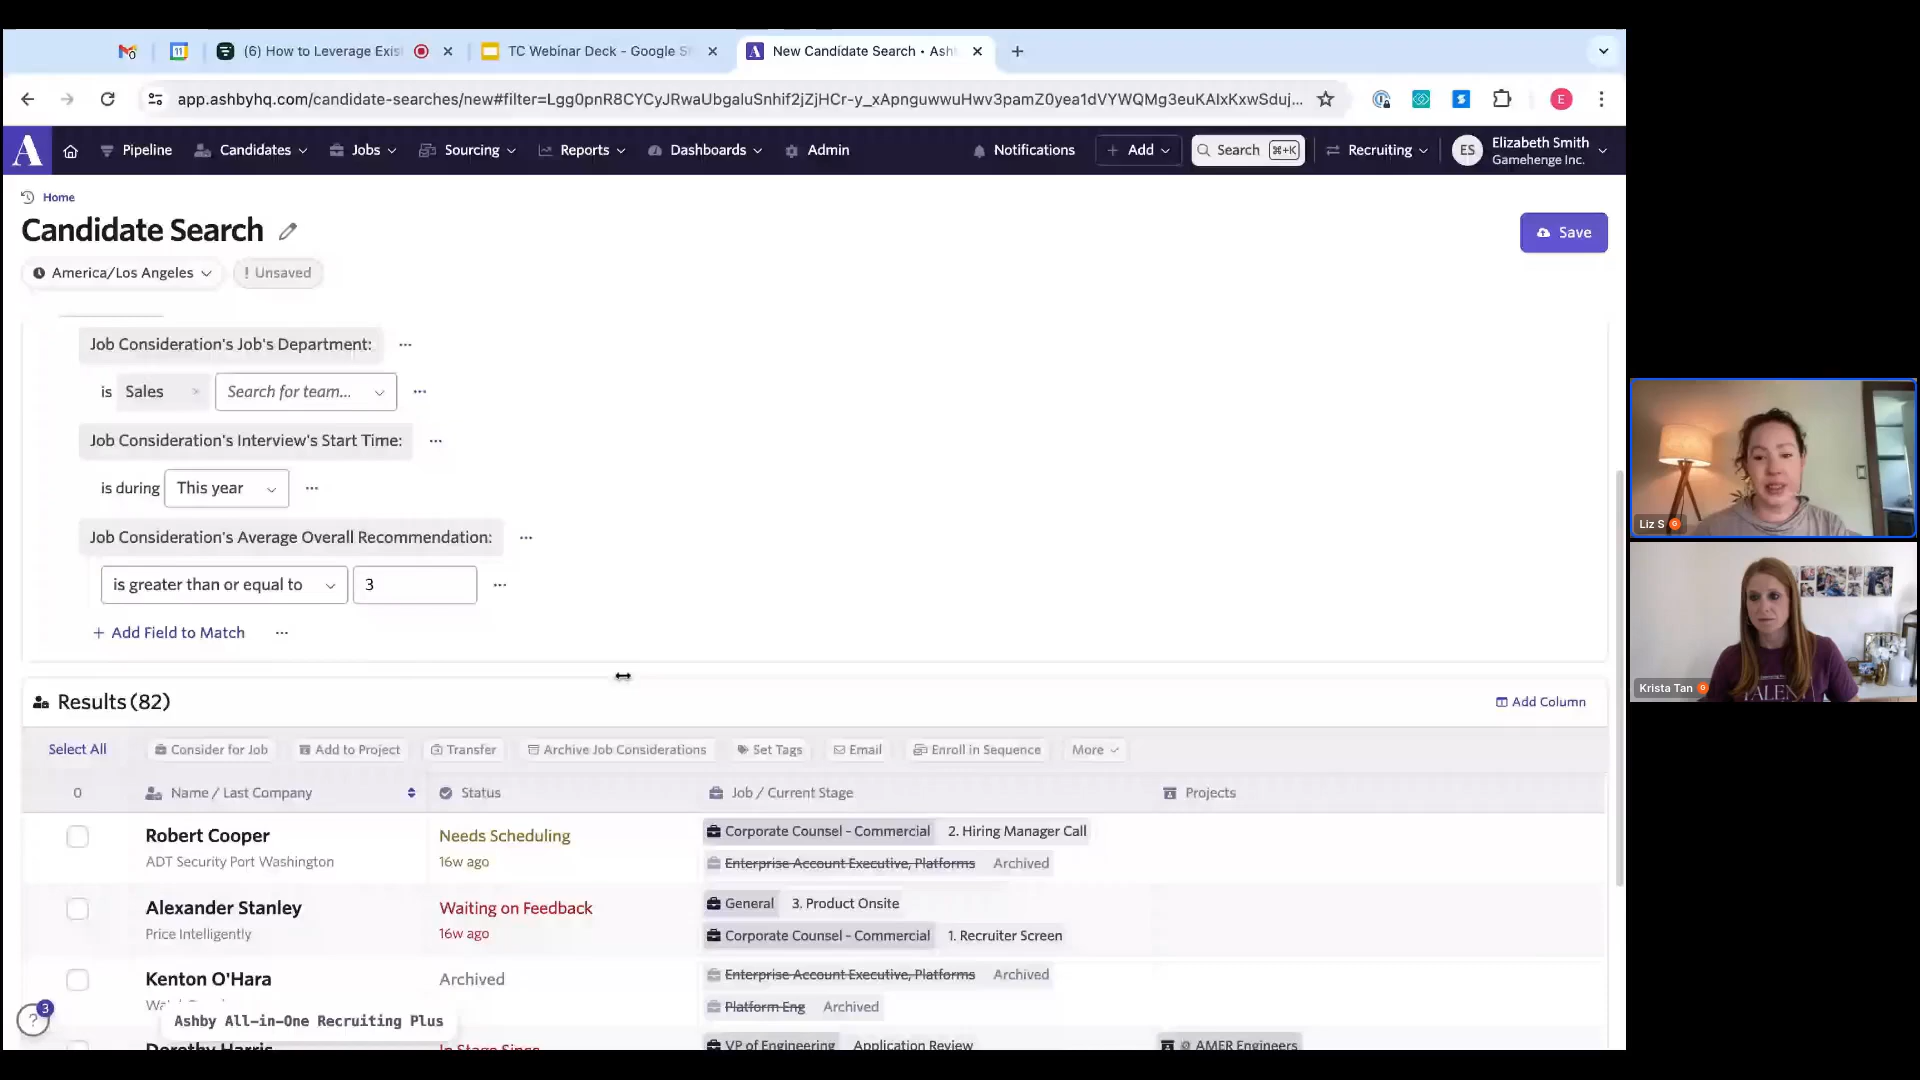 (6) How to Leverage Exis
TC Webinar Deck - Google S
New Candidate Search • Ash
app.ashbyhq.com/candidate-searches/new#filter=Lgg0pnR8CYCyJRwaUbgaluSnhif2jZjHCr-y_xApnguwwuHwv3pamZ0yea1dVYWQMg3euKAIxKxwSduj...
E
A
Pipeline
Candidates
Jobs
Sourcing
Reports
Dashboards
Admin
Notifications
+ Add
Search ⌘+K
Recruiting
ES
Elizabeth Smith
Gamehenge Inc.
Home
Candidate Search
Save
America/Los Angeles
! Unsaved
Job Consideration's Job's Department: ...
is Sales > Search for team... ...
Job Consideration's Interview's Start Time: ...
is during This year ...
Job Consideration's Average Overall Recommendation: ...
is greater than or equal to 3 ...
+ Add Field to Match ...
Results (82)
Add Column
Select All
Consider for Job
Add to Project
Transfer
Archive Job Considerations
Set Tags
Email
Enroll in Sequence
More
0
Name / Last Company
Status
Job / Current Stage
Projects
Robert Cooper
ADT Security Port Washington
Needs Scheduling
16w ago
Corporate Counsel - Commercial 2. Hiring Manager Call
Enterprise Account Executive, Platforms Archived
Alexander Stanley
Price Intelligently
Waiting on Feedback
16w ago
General 3. Product Onsite
Corporate Counsel - Commercial 1. Recruiter Screen
Kenton O'Hara
Archived
Enterprise Account Executive, Platforms Archived
Platform Eng Archived
? 3
Ashby All-in-One Recruiting Plus
Dorothy Harris
VP of Engineering Application Review
@ AMER Engineers
Liz S
Krista Tan
TALENT